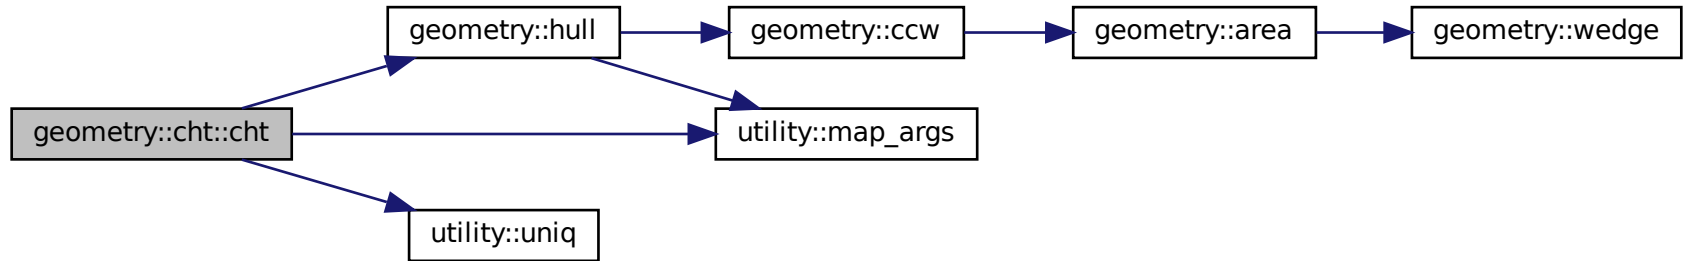 geometry::hull
geometry::ccw
geometry::area
geometry::wedge
geometry::cht::cht
utility::map_args
utility::uniq